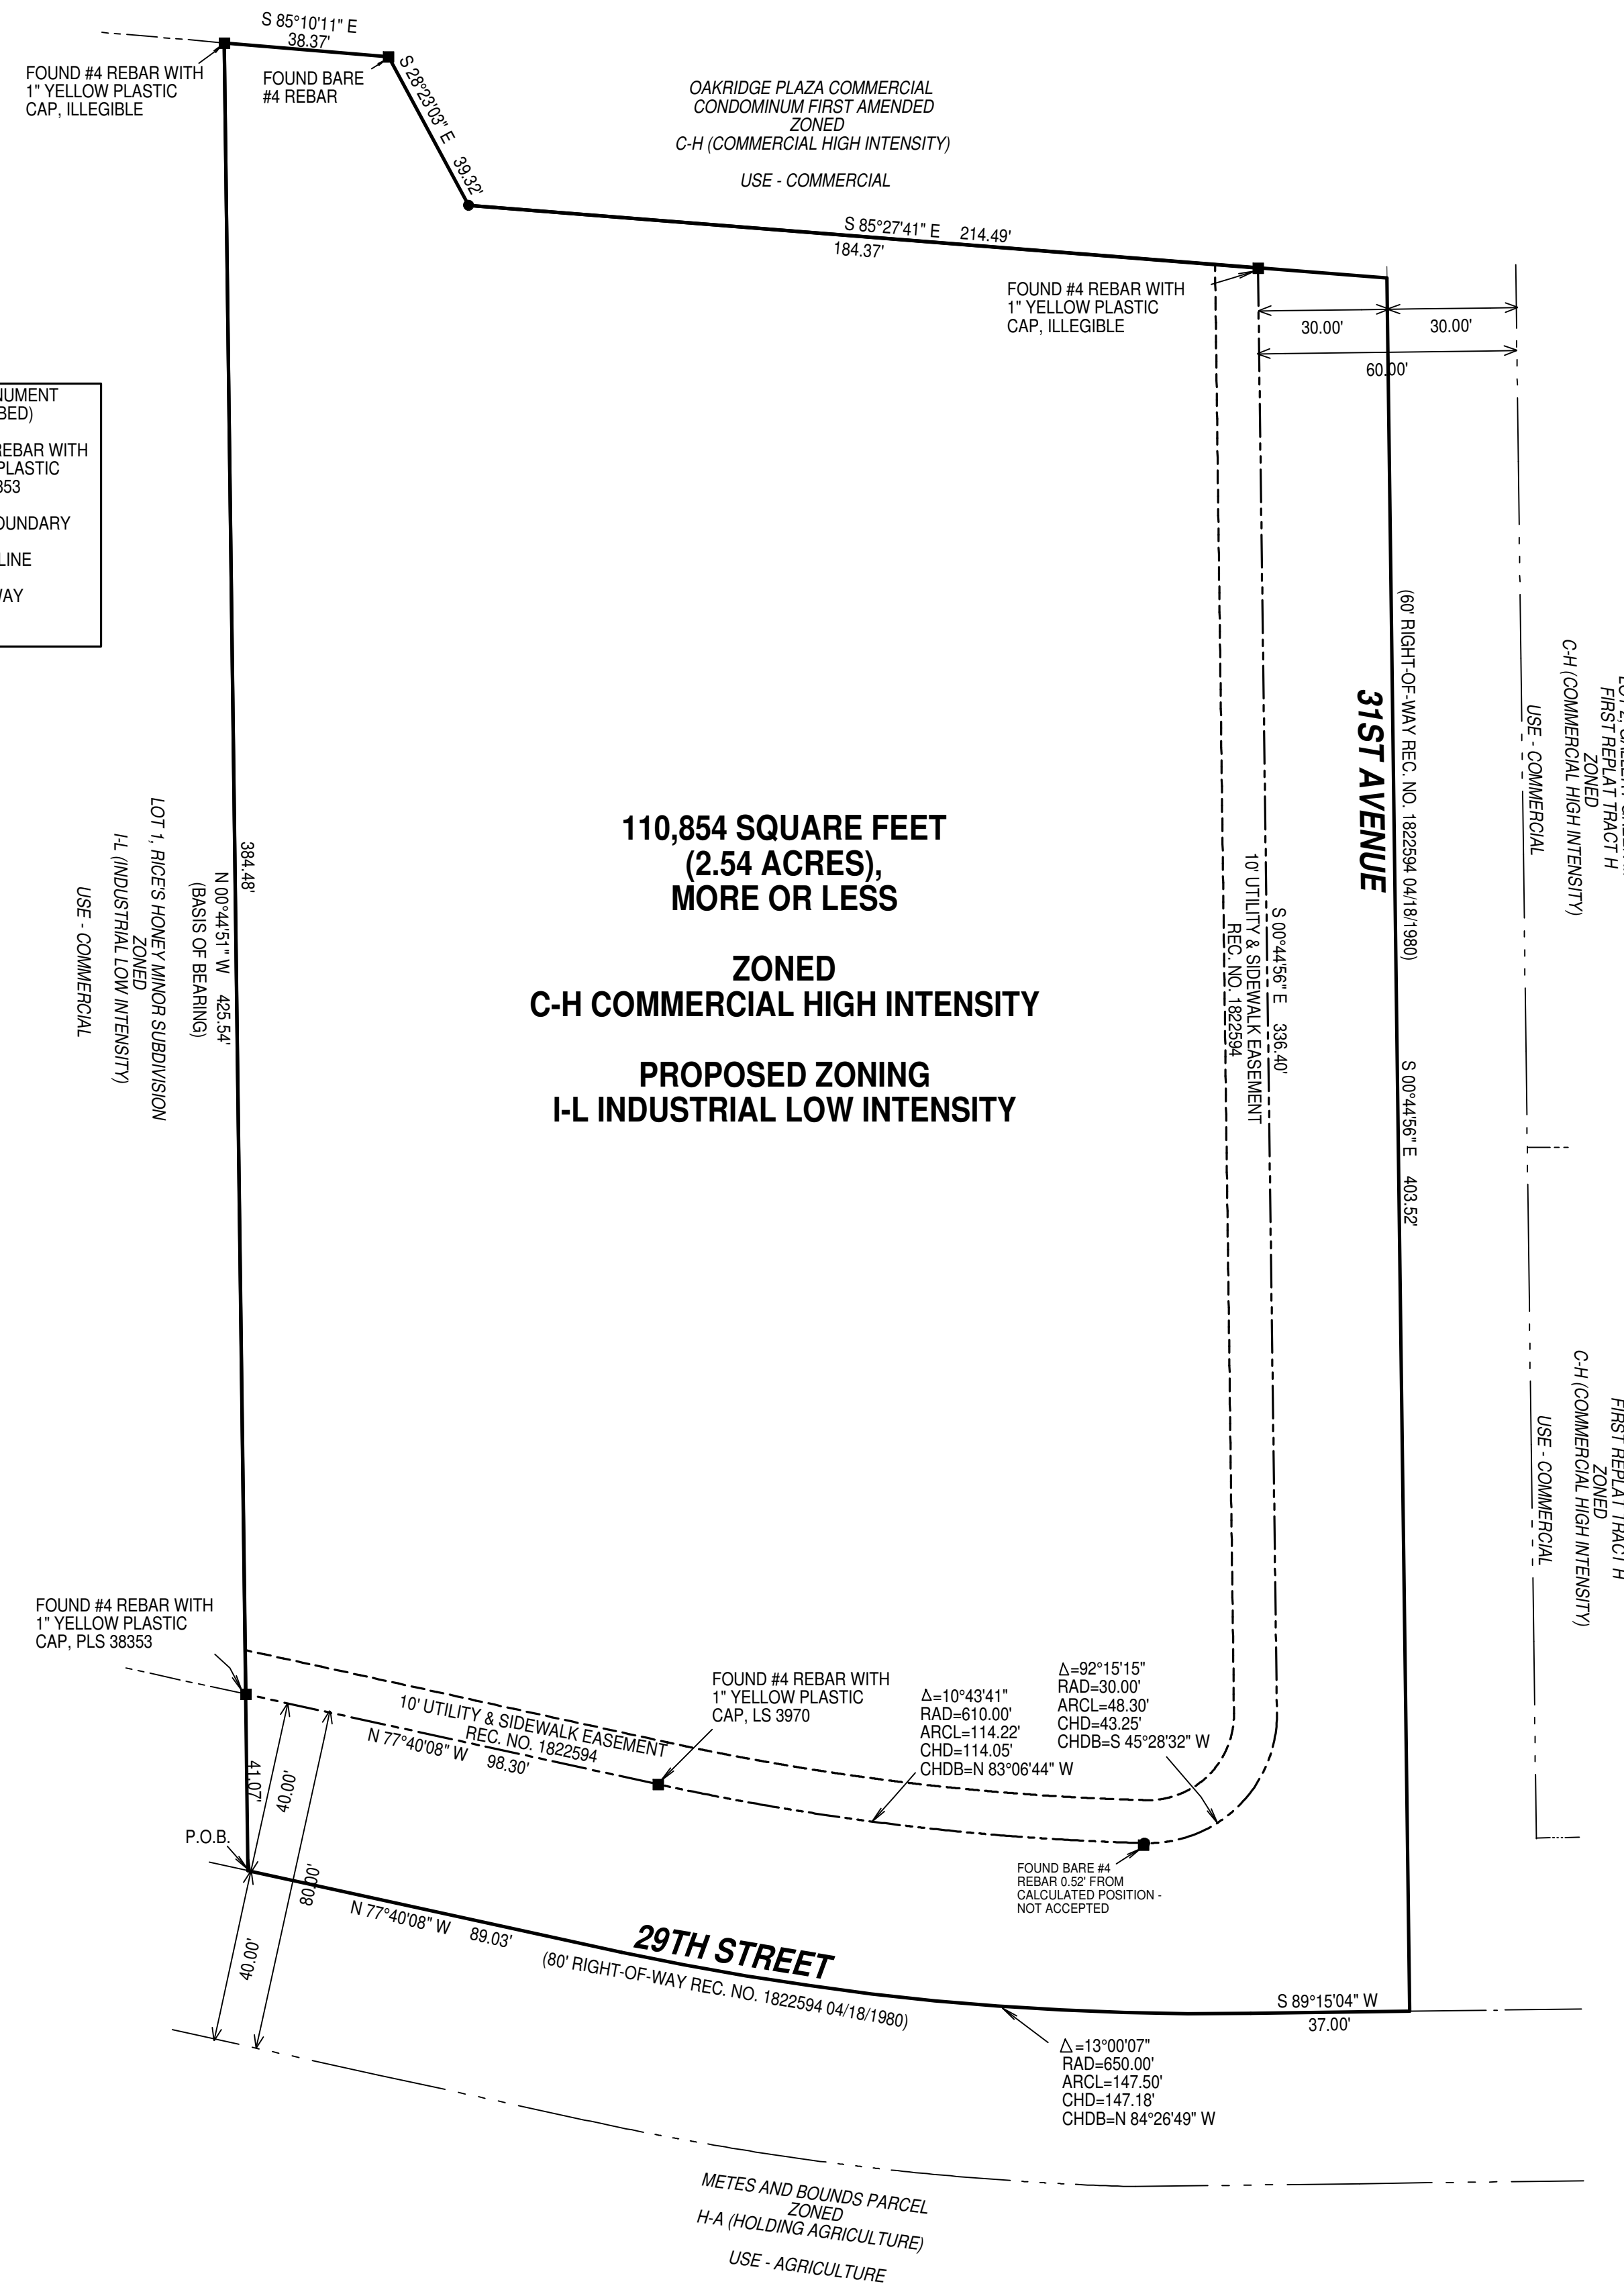 S 85°10'11" E
38.37'
FOUND #4 REBAR WITH
1" YELLOW PLASTIC
CAP, ILLEGIBLE
FOUND BARE
#4 REBAR
S 28°23'03" E 39.32'
OAKRIDGE PLAZA COMMERCIAL
CONDOMINUM FIRST AMENDED
ZONED
C-H (COMMERCIAL HIGH INTENSITY)
USE - COMMERCIAL
S 85°27'41" E 214.49'
184.37'
FOUND #4 REBAR WITH
1" YELLOW PLASTIC
CAP, ILLEGIBLE
30.00'
30.00'
60.00'
REBAR WITH
PLASTIC
LINE
384.48'
N 00°44'51" W 425.54'
(BASIS OF BEARING)
LOT 1, RICE'S HONEY MINOR SUBDIVISION
ZONED
I-L (INDUSTRIAL LOW INTENSITY)
USE - COMMERCIAL
110,854 SQUARE FEET
(2.54 ACRES),
MORE OR LESS
ZONED
C-H COMMERCIAL HIGH INTENSITY
PROPOSED ZONING
I-L INDUSTRIAL LOW INTENSITY
10' UTILITY & SIDEWALK EASEMENT
REC. NO. 1822594
S 00°44'56" E 336.40'
31ST AVENUE
(60' RIGHT-OF-WAY REC. NO. 1822594 04/18/1980)
S 00°44'56" E 403.52'
FIRST REPLAT TRACT H
ZONED
C-H (COMMERCIAL HIGH INTENSITY)
USE - COMMERCIAL
FIRST REPLAT TRACT H
ZONED
C-H (COMMERCIAL HIGH INTENSITY)
USE - COMMERCIAL
FOUND #4 REBAR WITH
1" YELLOW PLASTIC
CAP, PLS 38353
10' UTILITY & SIDEWALK EASEMENT
REC. NO. 1822594
N 77°40'08" W 98.30'
FOUND #4 REBAR WITH
1" YELLOW PLASTIC
CAP, LS 3970
Δ=10°43'41"
RAD=610.00'
ARCL=114.22'
CHD=114.05'
CHDB=N 83°06'44" W
Δ=92°15'15"
RAD=30.00'
ARCL=48.30'
CHD=43.25'
CHDB=S 45°28'32" W
41.07'
40.00'
80.00'
P.O.B.
40.00'
FOUND BARE #4
REBAR 0.52' FROM
CALCULATED POSITION -
NOT ACCEPTED
N 77°40'08" W 89.03'
29TH STREET
(80' RIGHT-OF-WAY REC. NO. 1822594 04/18/1980)
S 89°15'04" W
37.00'
Δ=13°00'07"
RAD=650.00'
ARCL=147.50'
CHD=147.18'
CHDB=N 84°26'49" W
METES AND BOUNDS PARCEL
ZONED
H-A (HOLDING AGRICULTURE)
USE - AGRICULTURE